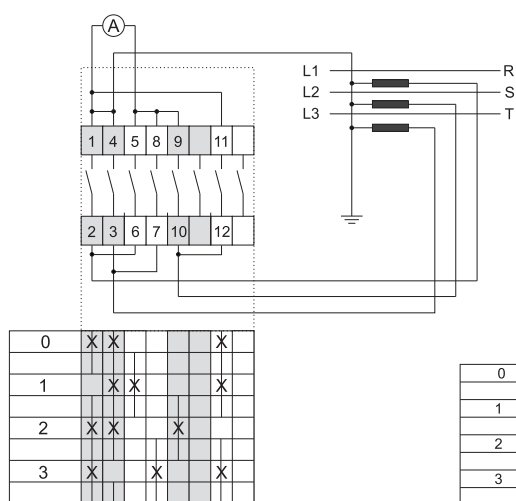 A
L1 R
L2 S
L3 T
1 4 5 8 9 11
2 3 6 7 10 12
0 X X X
1 X X X
2 X X X
3 X X X
0
1
2
3